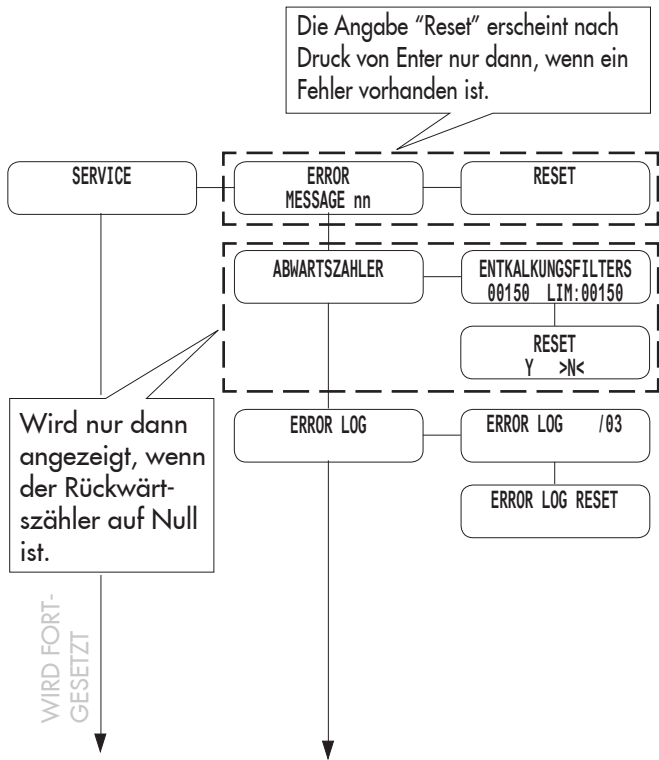 Die Angabe “Reset” erscheint nach
Druck von Enter nur dann, wenn ein
Fehler vorhanden ist.
SERVICE
ERROR
MESSAGE nn
RESET
ABWARTSZAHLER
ENTKALKUNGSFILTERS
00150 LIM:00150
RESET
Y >N<
Wird nur dann
angezeigt, wenn
der Rückwärt-
szähler auf Null
ist.
ERROR LOG
ERROR LOG /03
ERROR LOG RESET
WIRD FORT-
GESETZT